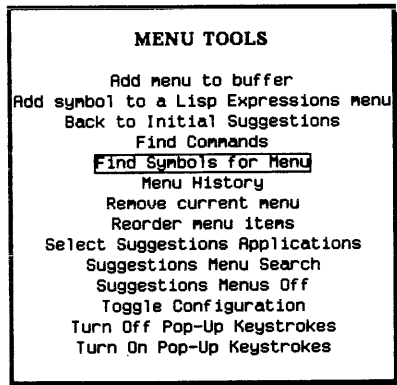 MENU TOOLS
Add menu to buffer
Add symbol to a Lisp Expressions menu
Back to Initial Suggestions
Find Commands
Find Symbols for Menu
Menu History
Remove current menu
Reorder menu items
Select Suggestions Applications
Suggestions Menu Search
Suggestions Menus Off
Toggle Configuration
Turn Off Pop-Up Keystrokes
Turn On Pop-Up Keystrokes